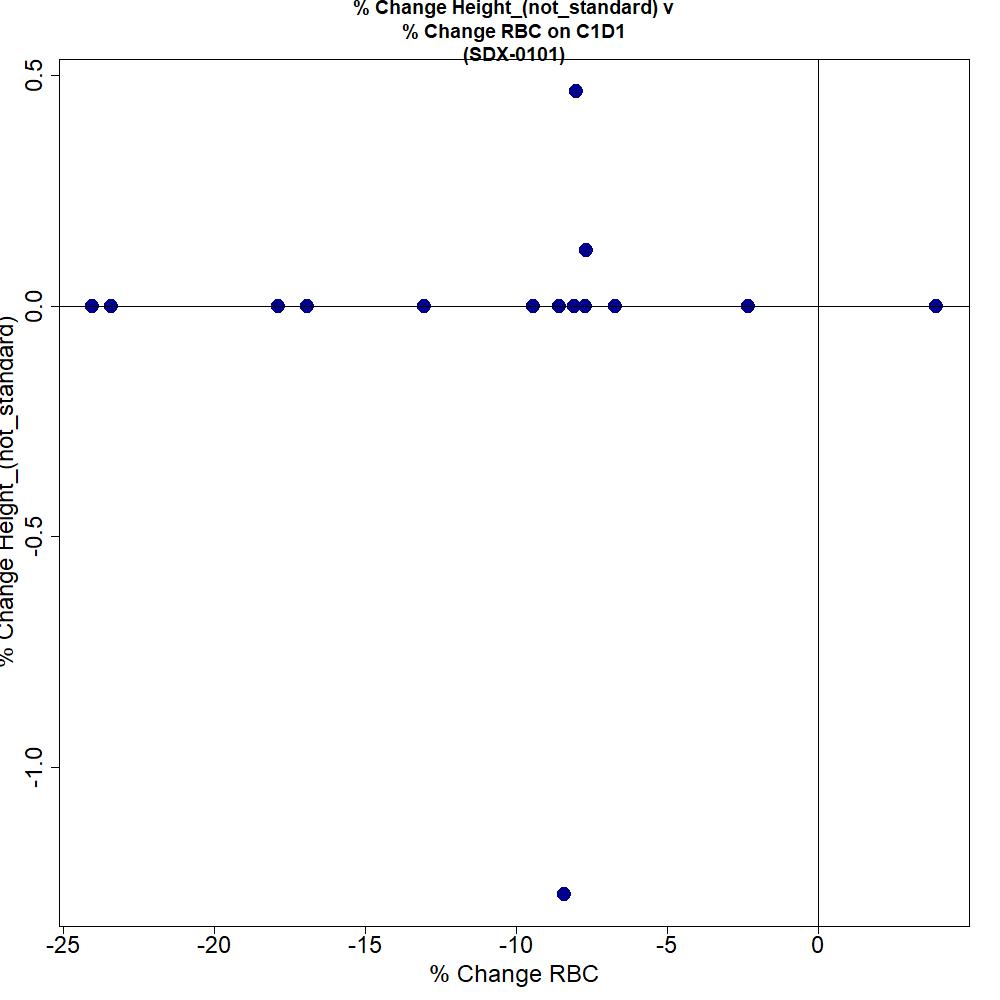 % Change Height_(not_standard) v
% Change RBC on C1D1
(SDX-0101)
0.5
0.0
-0.5
-1.0
% Change Height_(not_standard)
-25 -20 -15 -10 -5 0
% Change RBC